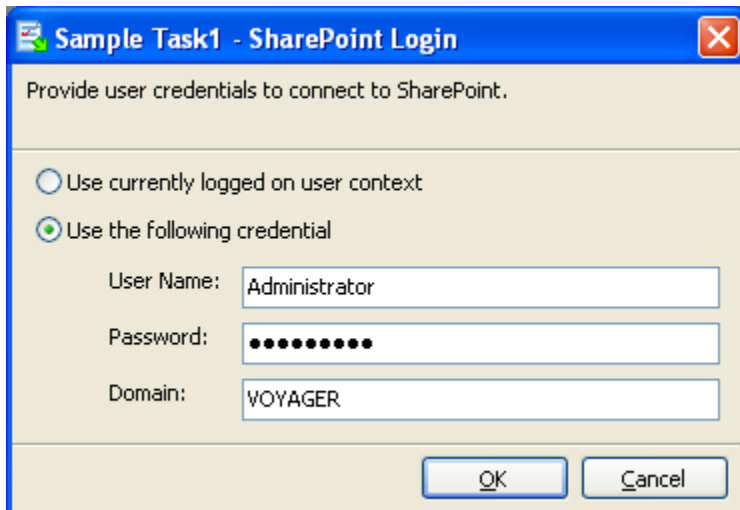 Sample Task1 - SharePoint Login
Provide user credentials to connect to SharePoint.
Use currently logged on user context
Use the following credential
User Name: Administrator
Password: ●●●●●●●●●
Domain: VOYAGER
OK Cancel